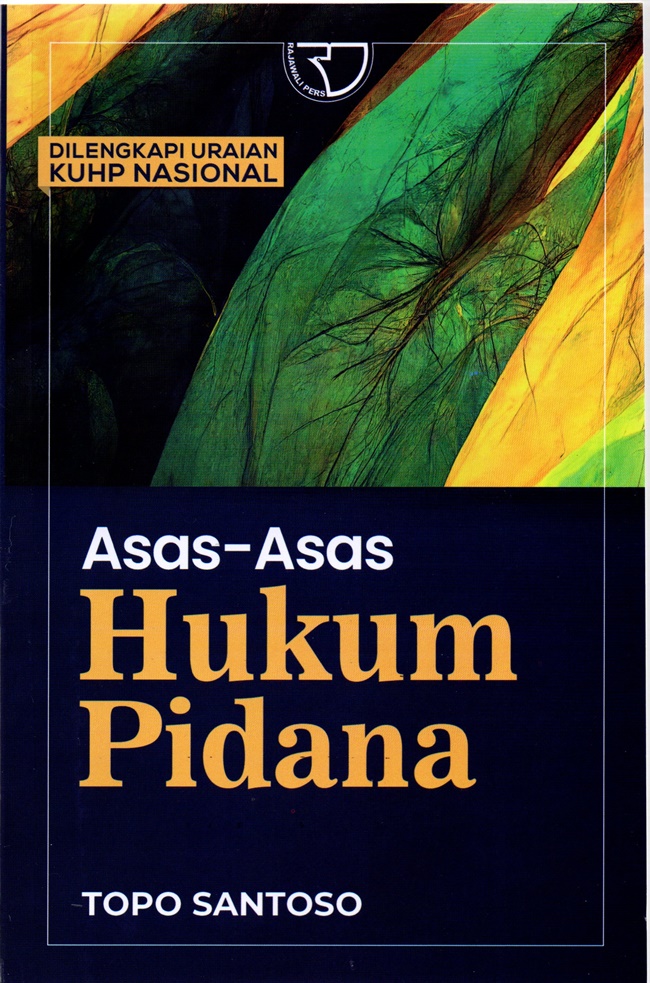 RAJAWALI PERS
DILENGKAPI URAIAN
KUHP NASIONAL
Asas-Asas
Hukum
Pidana
TOPO SANTOSO